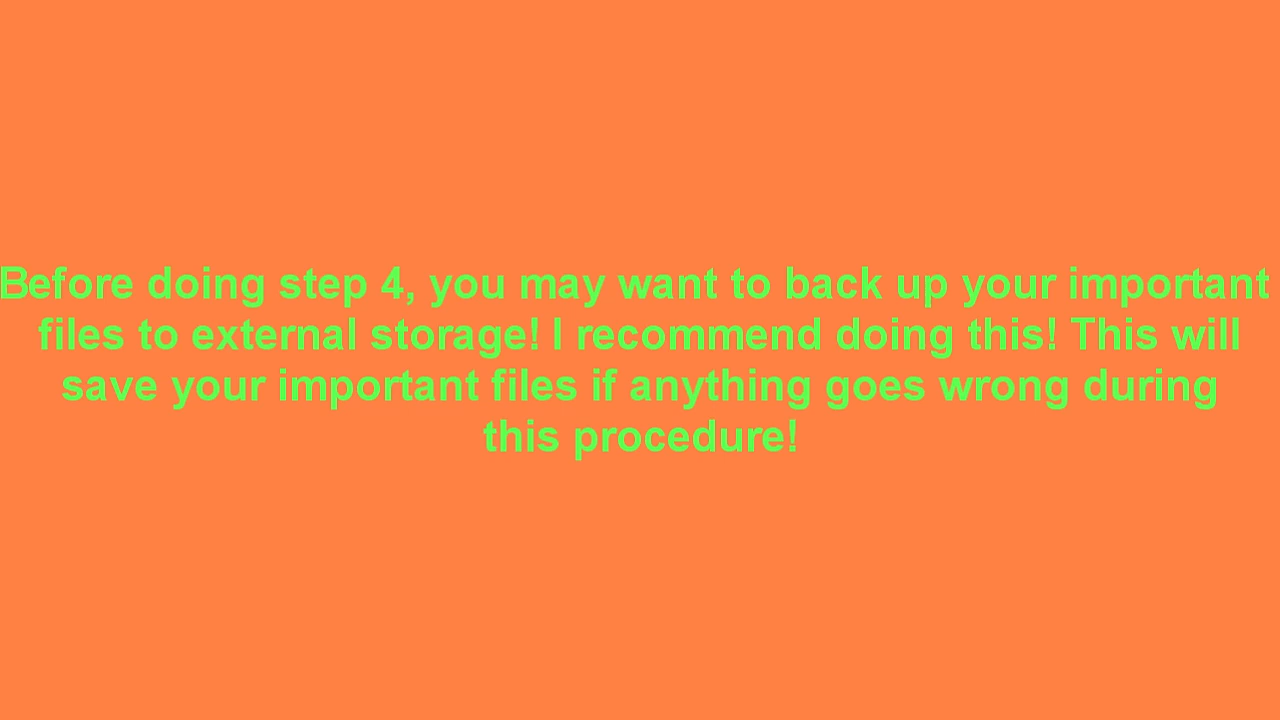 Before doing step 4, you may want to back up your important
files to external storage! I recommend doing this! This will
save your important files if anything goes wrong during
this procedure!